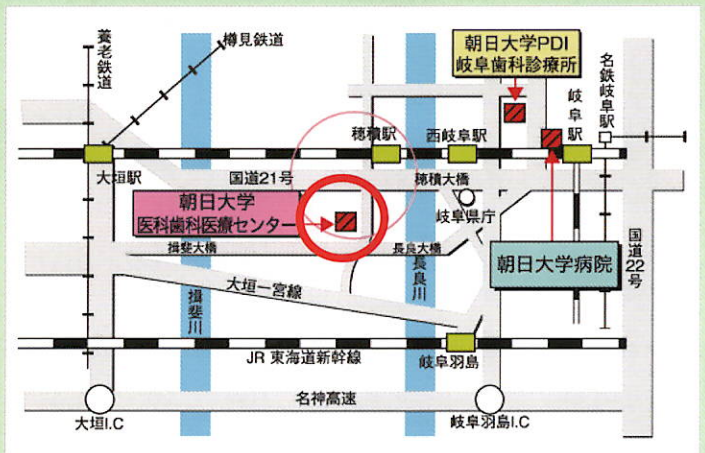 養老鉄道
樽見鉄道
朝日大学PDI
岐阜歯科診療所
名鉄岐阜駅
岐阜駅
穂積駅
西岐阜駅
大垣駅
国道21号
穂積大橋
朝日大学
医科歯科医療センター
岐阜県庁
揖斐大橋
長良大橋
朝日大学病院
国道22号
大垣一宮線
揖斐川
長良川
JR 東海道新幹線
岐阜羽島
名神高速
大垣I.C
岐阜羽島I.C